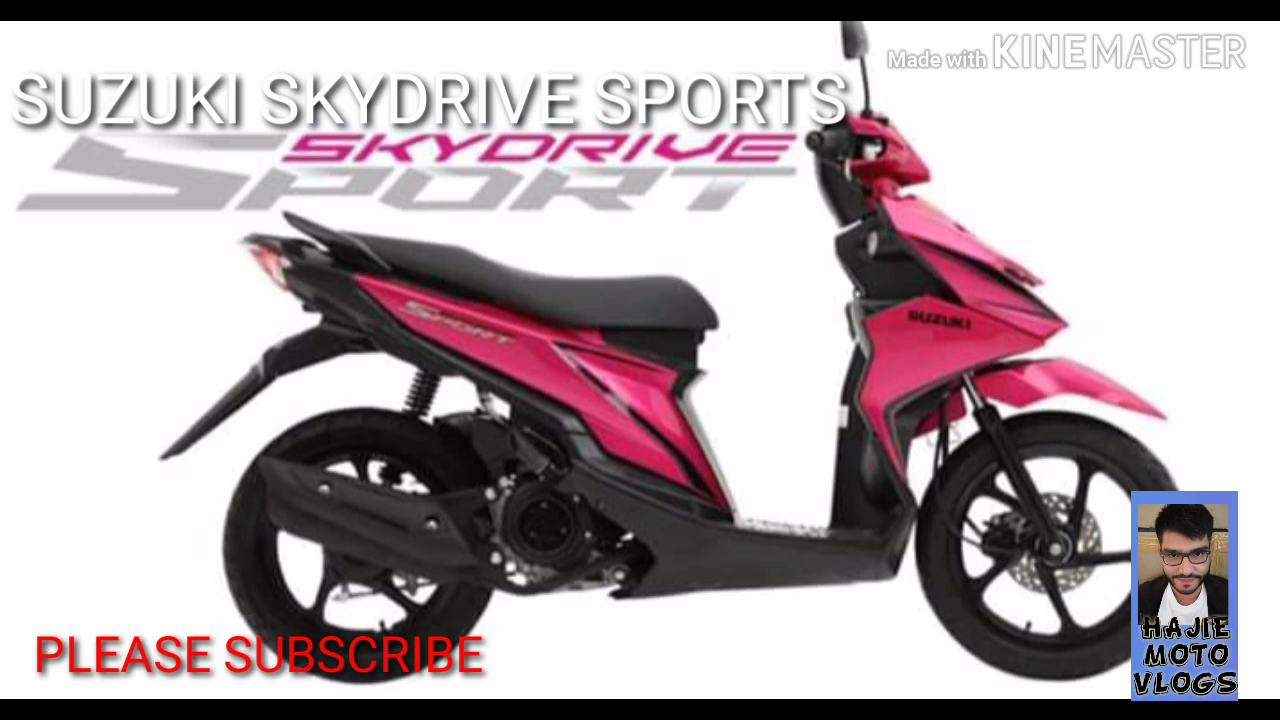 Made with KINEMASTER
SUZUKI SKYDRIVE SPORTS
SKYDRIVE
SPORT
SPORT
SUZUKI
PLEASE SUBSCRIBE
HAJIE
MOTO
VLOGS